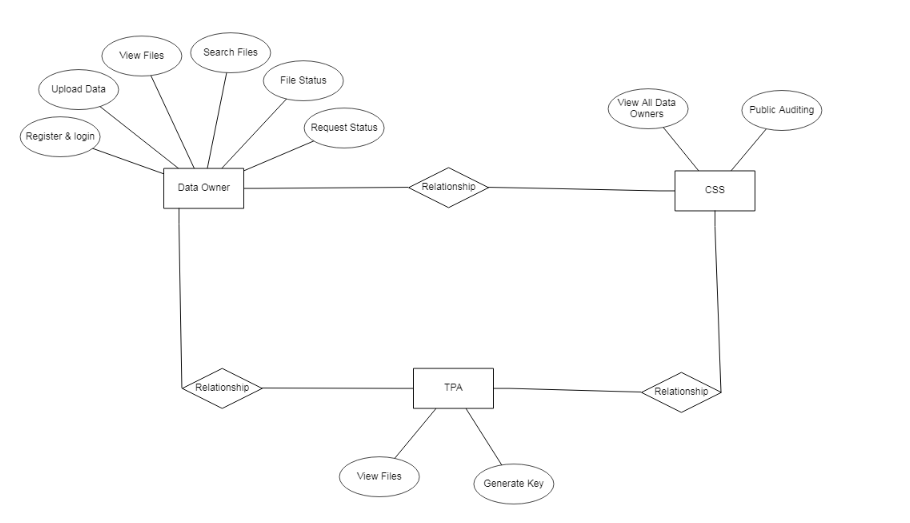 Search Files
View Files
File Status
Upload Data
View All Data
Owners
Public Auditing
Request Status
Register & login
Data Owner
Relationship
CSS
Relationship
TPA
Relationship
View Files
Generate Key